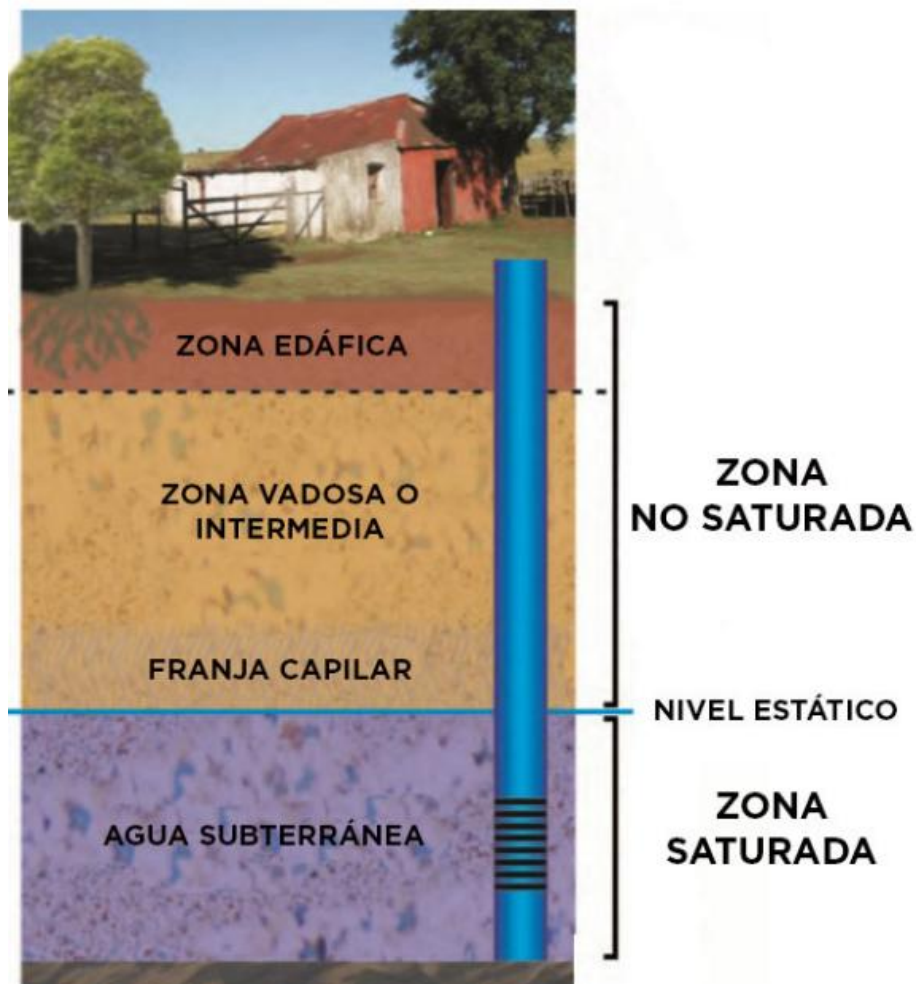 ZONA EDÁFICA
ZONA VADOSA O
INTERMEDIA
FRANJA CAPILAR
AGUA SUBTERRÁNEA
ZONA
NO SATURADA
NIVEL ESTÁTICO
ZONA
SATURADA